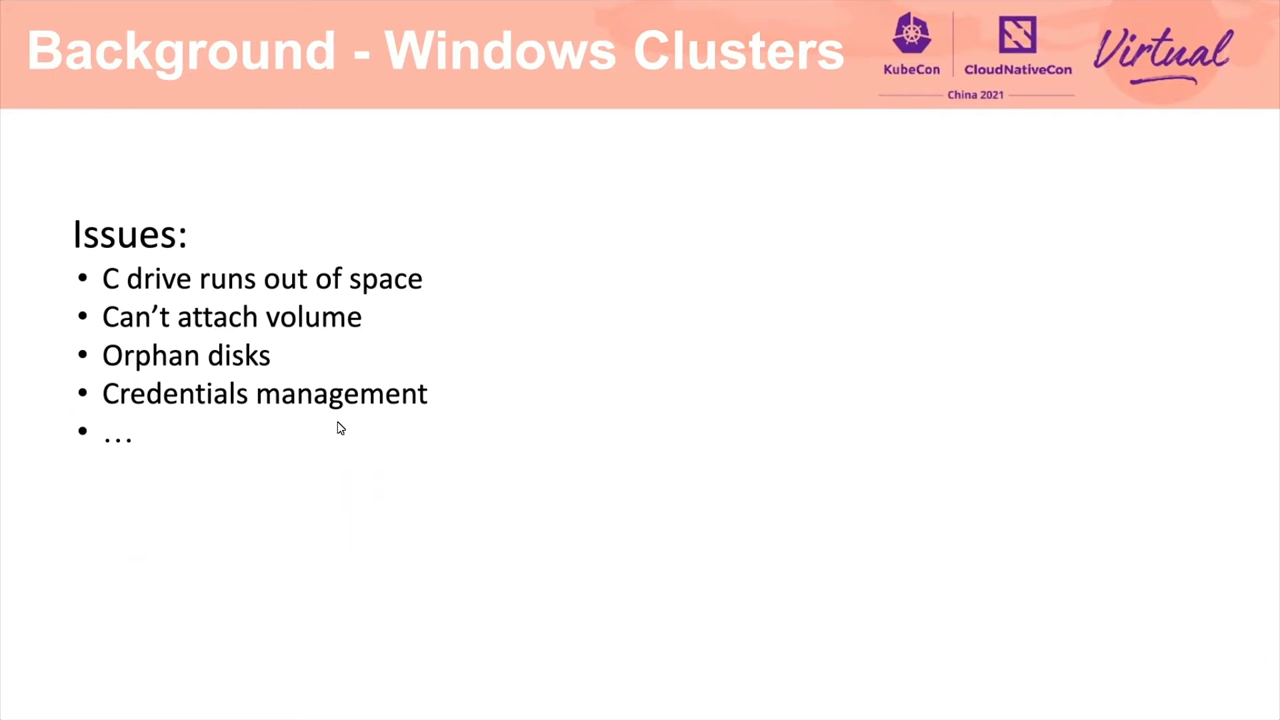 Background - Windows Clusters
KubeCon
CloudNativeCon
China 2021
Virtual
Issues:
• C drive runs out of space
• Can’t attach volume
• Orphan disks
• Credentials management
• …